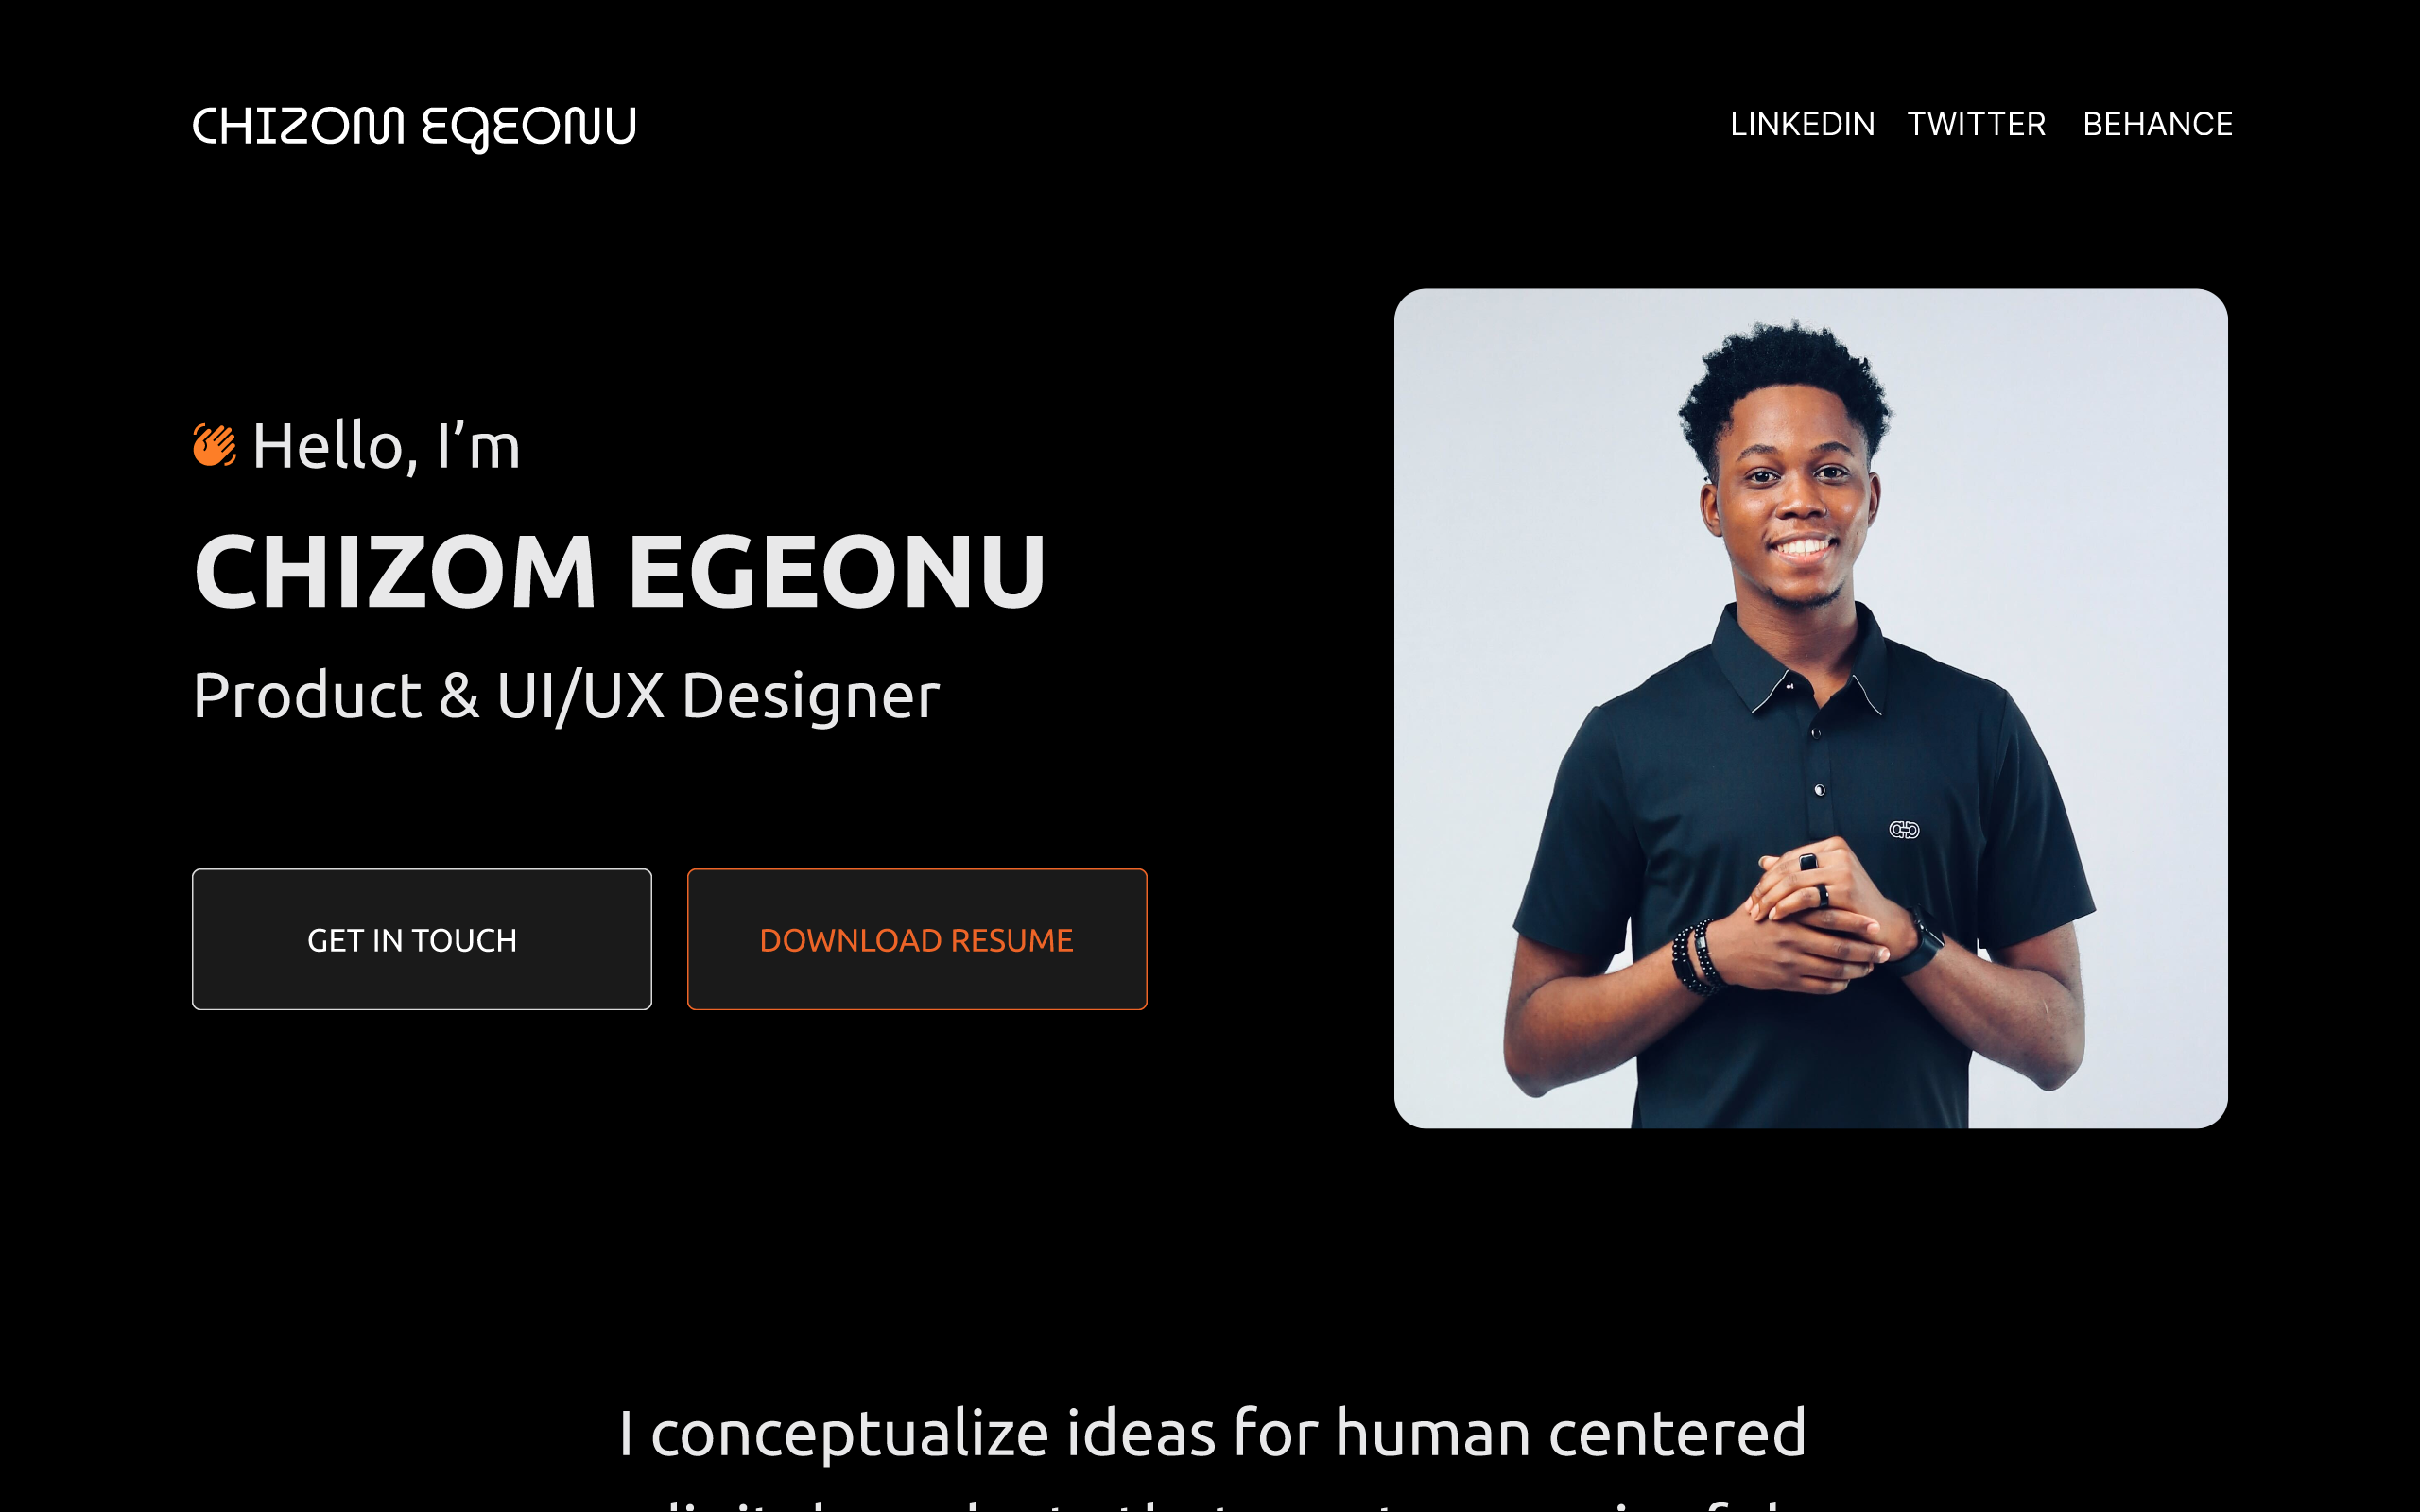 CHIZOM EGEONU
LINKEDIN TWITTER BEHANCE
Hello, I’m
CHIZOM EGEONU
Product & UI/UX Designer
GET IN TOUCH
DOWNLOAD RESUME
I conceptualize ideas for human centered